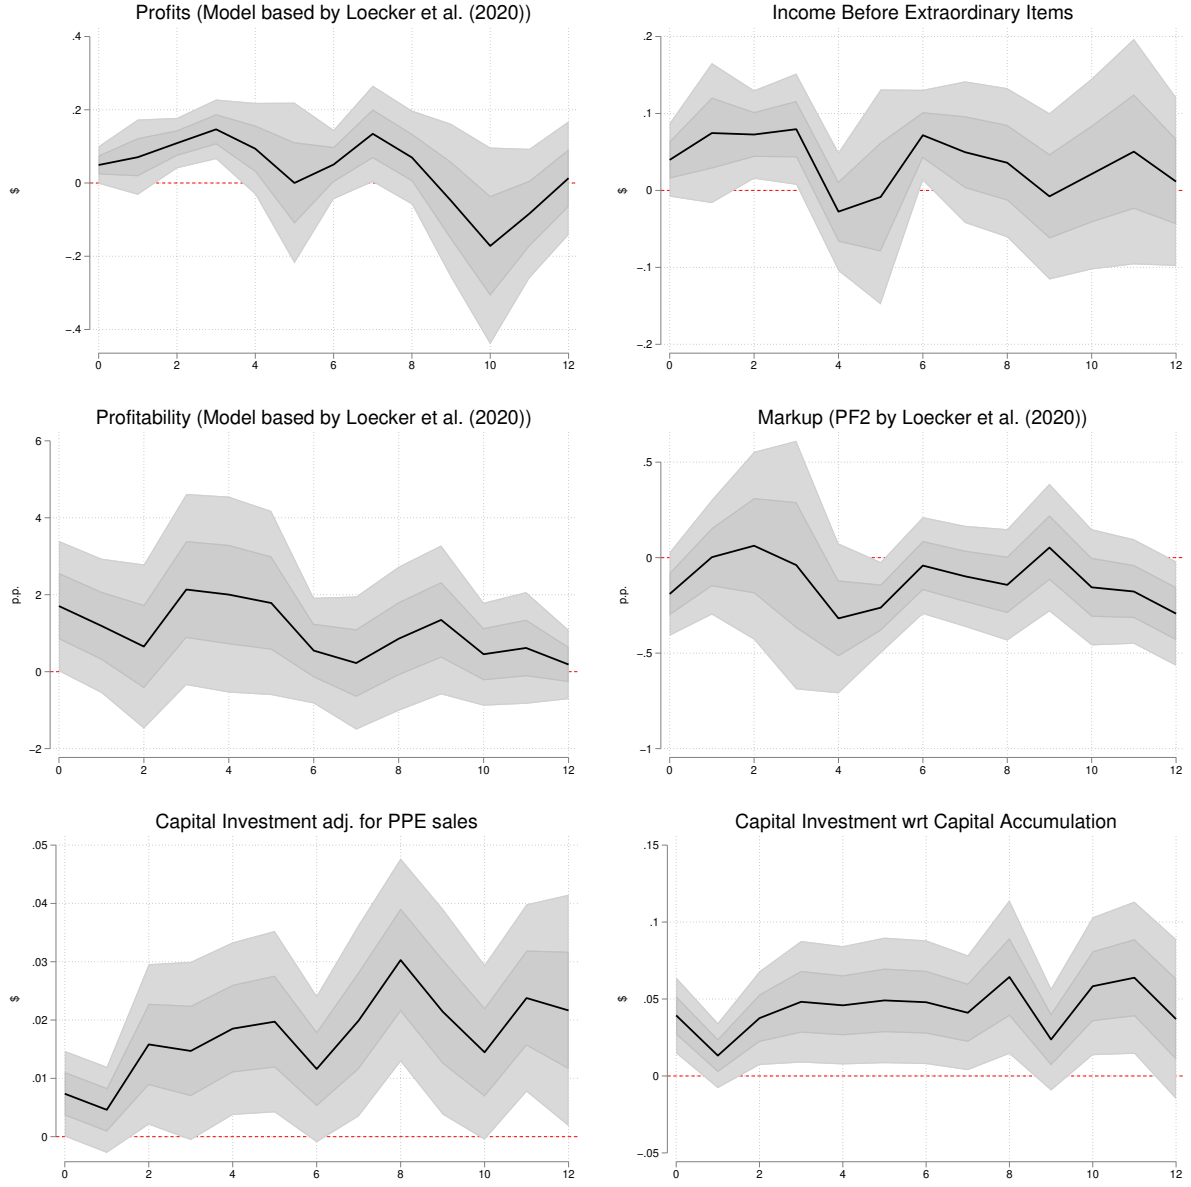 Profits (Model based by Loecker et al. (2020))
.4
.2
0
−.2
−.4
$
0 2 4 6 8 10 12
Income Before Extraordinary Items
.2
.1
0
−.1
−.2
$
0 2 4 6 8 10 12
Profitability (Model based by Loecker et al. (2020))
6
4
2
0
−2
p.p.
0 2 4 6 8 10 12
Markup (PF2 by Loecker et al. (2020))
.5
0
−.5
−1
p.p.
0 2 4 6 8 10 12
Capital Investment adj. for PPE sales
.05
.04
.03
.02
.01
0
$
0 2 4 6 8 10 12
Capital Investment wrt Capital Accumulation
.15
.1
.05
0
−.05
$
0 2 4 6 8 10 12